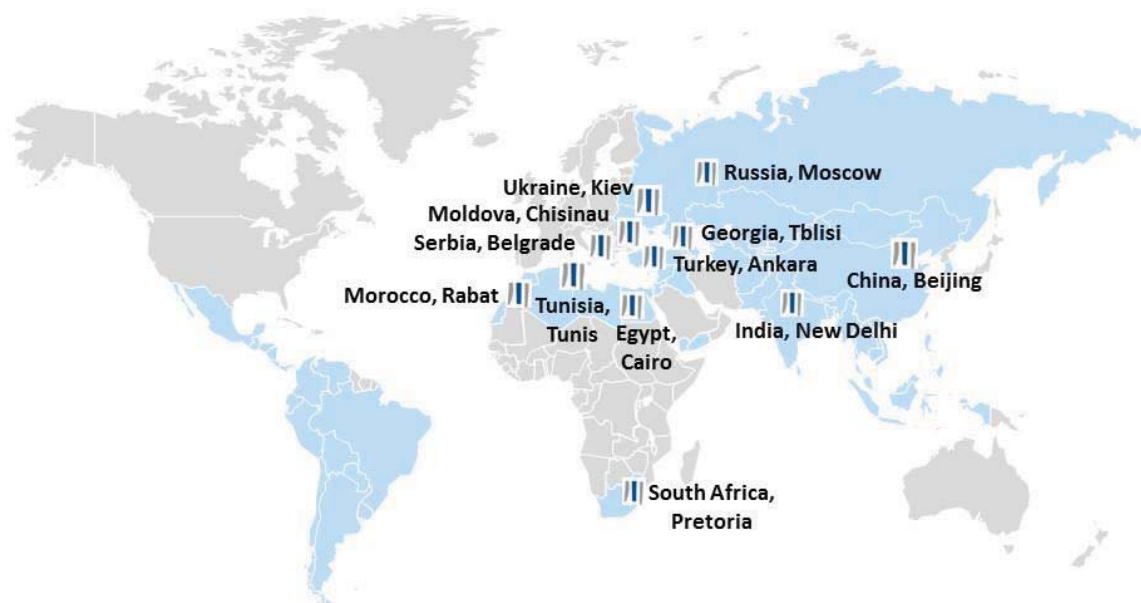 Russia, Moscow
Ukraine, Kiev
Moldova, Chisinau
Serbia, Belgrade
Georgia, Tblisi
Turkey, Ankara
China, Beijing
Morocco, Rabat
Tunisia,
Tunis
Egypt,
Cairo
India, New Delhi
South Africa,
Pretoria